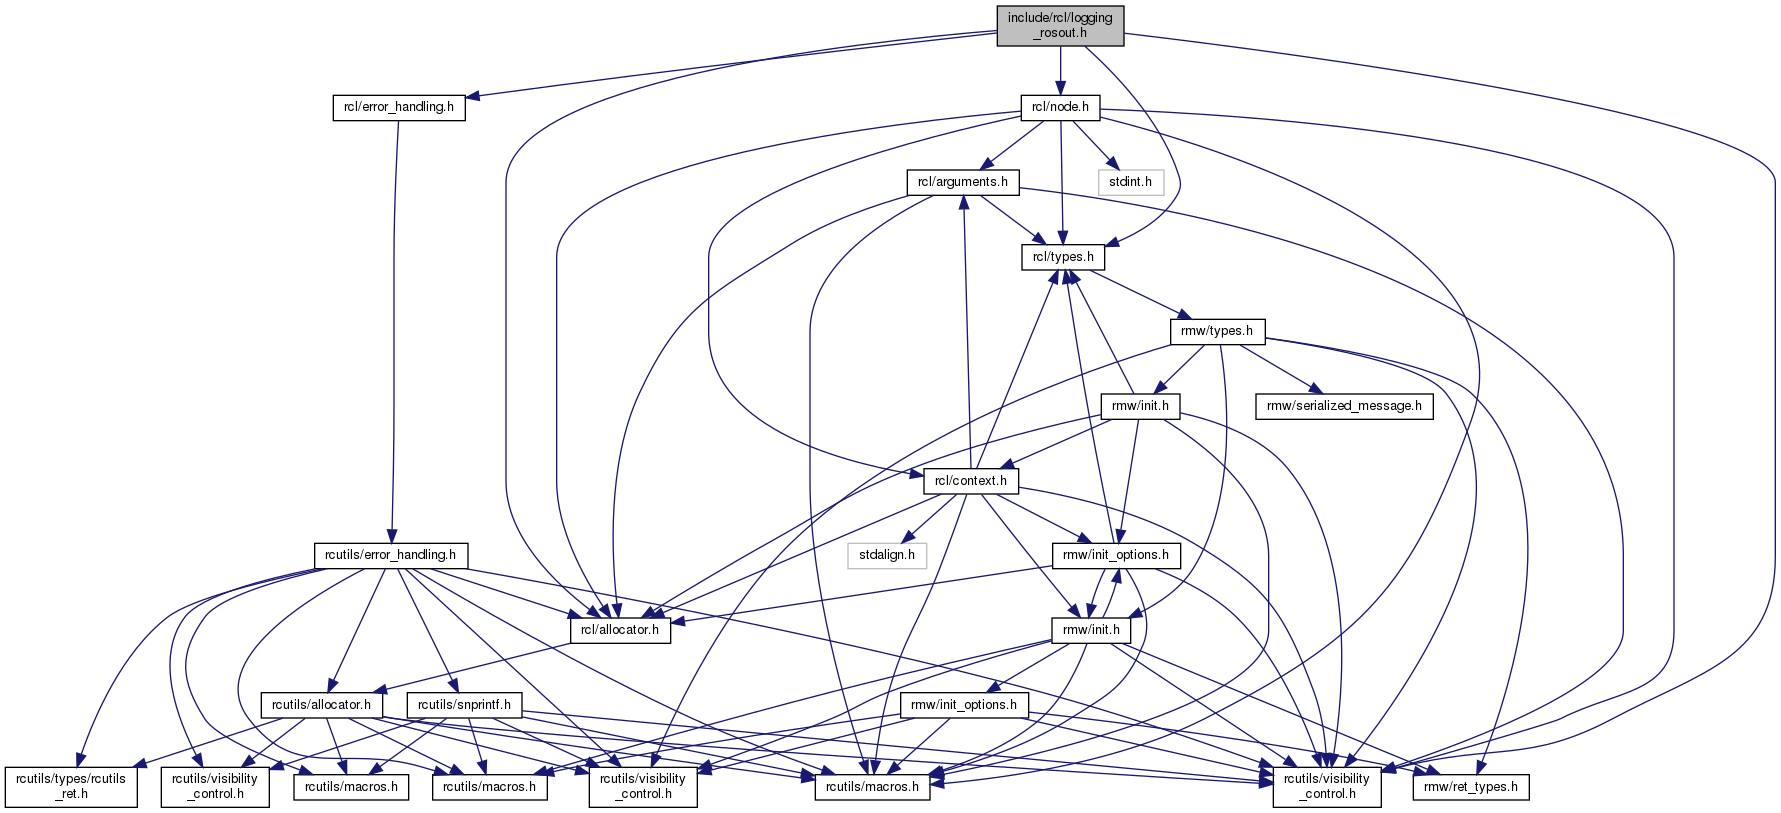 include/rcl/logging
_rosout.h
rcl/error_handling.h
rcl/node.h
rcl/arguments.h
stdint.h
rcl/types.h
rmw/types.h
rmw/init.h
rmw/serialized_message.h
rcl/context.h
rcutils/error_handling.h
stdalign.h
rmw/init_options.h
rcl/allocator.h
rmw/init.h
rcutils/allocator.h
rcutils/snprintf.h
rmw/init_options.h
rcutils/types/rcutils
_ret.h
rcutils/visibility
_control.h
rcutils/macros.h
rcutils/macros.h
rcutils/visibility
_control.h
rcutils/macros.h
rcutils/visibility
_control.h
rmw/ret_types.h